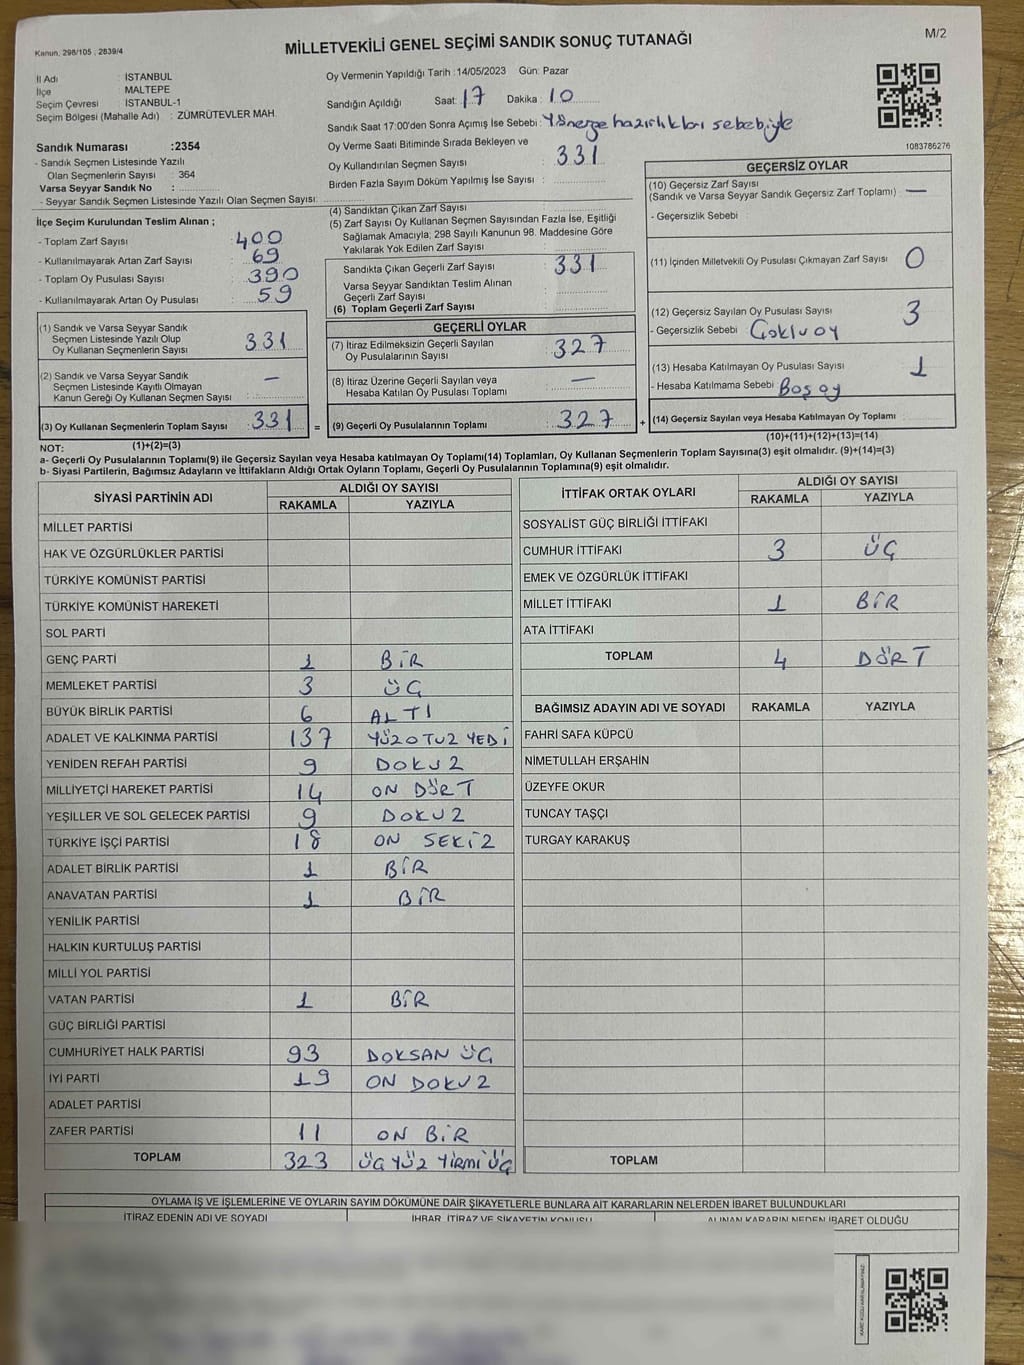 Kanun. 298/105 , 2839/4
MİLLETVEKİLİ GENEL SEÇİMİ SANDIK SONUÇ TUTANAĞI
M/2
İl Adı : İSTANBUL
İlçe : MALTEPE
Seçim Çevresi : İSTANBUL-1
Seçim Bölgesi (Mahalle Adı) : ZÜMRÜTEVLER MAH.
Oy Vermenin Yapıldığı Tarih :14/05/2023 Gün: Pazar
Sandığın Açıldığı Saat: 17 Dakika : 10
Sandık Saat 17:00'den Sonra Açımış İse Sebebi : Yönerge hazırlıkları sebebiyle
1083786276
Sandık Numarası :2354
- Sandık Seçmen Listesinde Yazılı
Olan Seçmenlerin Sayısı : 364
Varsa Seyyar Sandık No :
- Seyyar Sandık Seçmen Listesinde Yazılı Olan Seçmen Sayısı:
Oy Verme Saati Bitiminde Sırada Bekleyen ve
Oy Kullandırılan Seçmen Sayısı : 331
Birden Fazla Sayım Döküm Yapılmış İse Sayısı :
İlçe Seçim Kurulundan Teslim Alınan ;
- Toplam Zarf Sayısı : 400
- Kullanılmayarak Artan Zarf Sayısı : 69
- Toplam Oy Pusulası Sayısı : 390
- Kullanılmayarak Artan Oy Pusulası : 59
(4) Sandıktan Çıkan Zarf Sayısı :
(5) Zarf Sayısı Oy Kullanan Seçmen Sayısından Fazla İse, Eşitliği
Sağlamak Amacıyla; 298 Sayılı Kanunun 98. Maddesine Göre
Yakılarak Yok Edilen Zarf Sayısı :
Sandıkta Çıkan Geçerli Zarf Sayısı : 331
Varsa Seyyar Sandıktan Teslim Alınan
Geçerli Zarf Sayısı :
(6) Toplam Geçerli Zarf Sayısı :
GEÇERSİZ OYLAR
(10) Geçersiz Zarf Sayısı
(Sandık ve Varsa Seyyar Sandık Geçersiz Zarf Toplamı) : —
- Geçersizlik Sebebi :
(11) İçinden Milletvekili Oy Pusulası Çıkmayan Zarf Sayısı : 0
(12) Geçersiz Sayılan Oy Pusulası Sayısı : 3
- Geçersizlik Sebebi : Çoklu oy
(13) Hesaba Katılmayan Oy Pusulası Sayısı : 1
- Hesaba Katılmama Sebebi : Boş oy
(14) Geçersiz Sayılan veya Hesaba Katılmayan Oy Toplamı
(10)+(11)+(12)+(13)=(14)
(1) Sandık ve Varsa Seyyar Sandık
Seçmen Listesinde Yazılı Olup
Oy Kullanan Seçmenlerin Sayısı : 331
(2) Sandık ve Varsa Seyyar Sandık
Seçmen Listesinde Kayıtlı Olmayan
Kanun Gereği Oy Kullanan Seçmen Sayısı : —
(3) Oy Kullanan Seçmenlerin Toplam Sayısı : 331 =
(1)+(2)=(3)
GEÇERLİ OYLAR
(7) İtiraz Edilmeksizin Geçerli Sayılan
Oy Pusulalarının Sayısı : 327
(8) İtiraz Üzerine Geçerli Sayılan veya
Hesaba Katılan Oy Pusulası Toplamı : —
(9) Geçerli Oy Pusulalarının Toplamı : 327 +
NOT:
a- Geçerli Oy Pusulalarının Toplamı(9) ile Geçersiz Sayılan veya Hesaba Katılmayan Oy Toplamı(14) Toplamları, Oy Kullanan Seçmenlerin Toplam Sayısına(3) eşit olmalıdır. (9)+(14)=(3)
b- Siyasi Partilerin, Bağımsız Adayların ve İttifakların Aldığı Ortak Oyların Toplamı, Geçerli Oy Pusulalarının Toplamına(9) eşit olmalıdır.
SİYASİ PARTİNİN ADI ALDIĞI OY SAYISI
RAKAMLA YAZIYLA
MİLLET PARTİSİ
HAK VE ÖZGÜRLÜKLER PARTİSİ
TÜRKİYE KOMÜNİST PARTİSİ
TÜRKİYE KOMÜNİST HAREKETİ
SOL PARTİ
GENÇ PARTİ 1 BİR
MEMLEKET PARTİSİ 3 ÜÇ
BÜYÜK BİRLİK PARTİSİ 6 ALTI
ADALET VE KALKINMA PARTİSİ 137 YÜZOTUZ YEDİ
YENİDEN REFAH PARTİSİ 9 DOKUZ
MİLLİYETÇİ HAREKET PARTİSİ 14 ON DÖRT
YEŞİLLER VE SOL GELECEK PARTİSİ 9 DOKUZ
TÜRKİYE İŞÇİ PARTİSİ 18 ON SEKİZ
ADALET BİRLİK PARTİSİ 1 BİR
ANAVATAN PARTİSİ 1 BİR
YENİLİK PARTİSİ
HALKIN KURTULUŞ PARTİSİ
MİLLİ YOL PARTİSİ
VATAN PARTİSİ 1 BİR
GÜÇ BİRLİĞİ PARTİSİ
CUMHURİYET HALK PARTİSİ 93 DOKSAN ÜÇ
İYİ PARTİ 19 ON DOKUZ
ADALET PARTİSİ
ZAFER PARTİSİ 11 ON BİR
TOPLAM 323 ÜÇ YÜZ YİRMİ ÜÇ
İTTİFAK ORTAK OYLARI ALDIĞI OY SAYISI
RAKAMLA YAZIYLA
SOSYALİST GÜÇ BİRLİĞİ İTTİFAKI
CUMHUR İTTİFAKI 3 ÜÇ
EMEK VE ÖZGÜRLÜK İTTİFAKI
MİLLET İTTİFAKI 1 BİR
ATA İTTİFAKI
TOPLAM 4 DÖRT
BAĞIMSIZ ADAYIN ADI VE SOYADI RAKAMLA YAZIYLA
FAHRİ SAFA KÜPCÜ
NİMETULLAH ERŞAHİN
ÜZEYFE OKUR
TUNCAY TAŞÇI
TURGAY KARAKUŞ
TOPLAM
OYLAMA İŞ VE İŞLEMLERİNE VE OYLARIN SAYIM DÖKÜMÜNE DAİR ŞİKAYETLERLE BUNLARA AİT KARARLARIN NELERDEN İBARET BULUNDUKLARI
İTİRAZ EDENİN ADI VE SOYADI İHBAR, İTİRAZ VE ŞİKAYETİN KONUSU ALINAN KARARIN NEDEN İBARET OLDUĞU